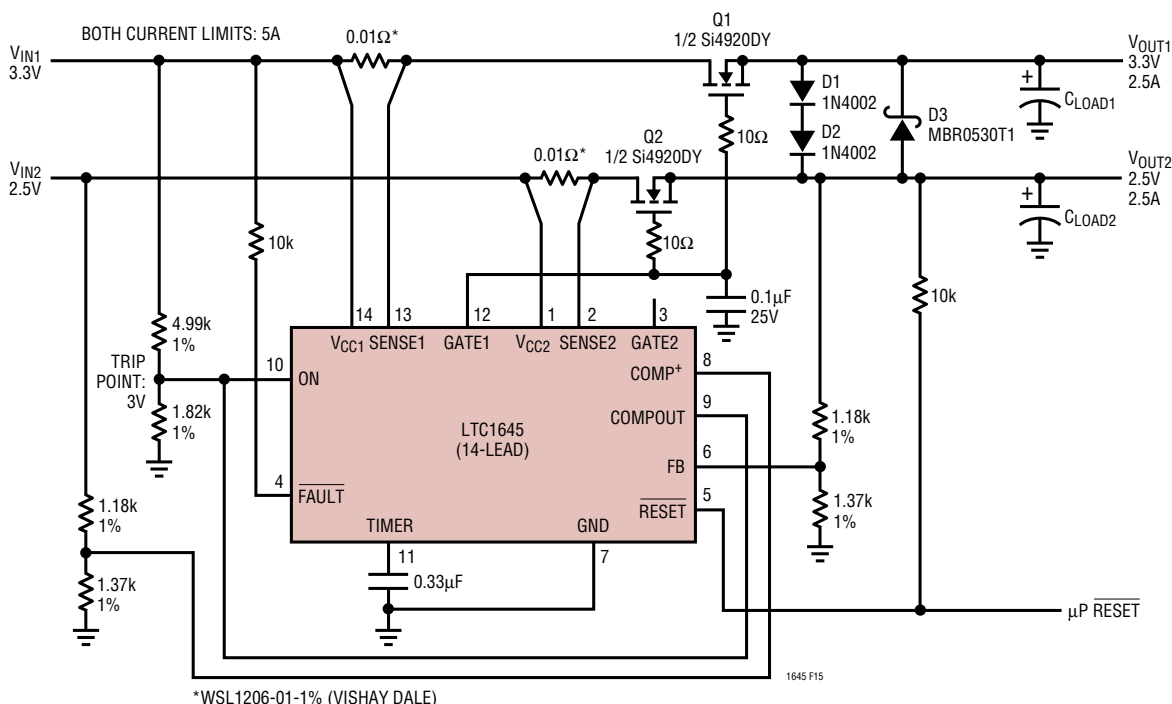 BOTH CURRENT LIMITS: 5A
VIN1
3.3V
0.01Ω*
Q1
1/2 Si4920DY
VOUT1
3.3V
2.5A
D1
1N4002
D2
1N4002
D3
MBR0530T1
+
CLOAD1
10Ω
VIN2
2.5V
0.01Ω*
Q2
1/2 Si4920DY
VOUT2
2.5V
2.5A
+
CLOAD2
10k
10Ω
10k
0.1µF
25V
4.99k
1%
TRIP
POINT:
3V
1.82k
1%
14 13 12 1 2 3
VCC1 SENSE1 GATE1 VCC2 SENSE2 GATE2
10
ON
8
COMP+
9
COMPOUT
LTC1645
(14-LEAD)
6
FB
5
RESET
4
FAULT
TIMER
11
GND
7
1.18k
1%
1.37k
1%
1.18k
1%
1.37k
1%
0.33µF
µP RESET
1645 F15
*WSL1206-01-1% (VISHAY DALE)